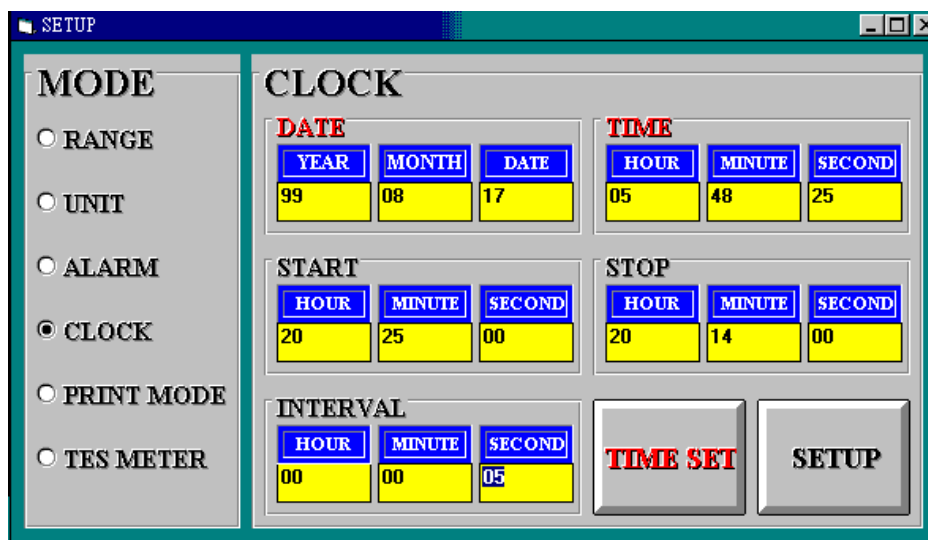 SETUP
MODE
RANGE
UNIT
ALARM
CLOCK
PRINT MODE
TES METER
CLOCK
DATE
YEAR MONTH DATE
99 08 17
TIME
HOUR MINUTE SECOND
05 48 25
START
HOUR MINUTE SECOND
20 25 00
STOP
HOUR MINUTE SECOND
20 14 00
INTERVAL
HOUR MINUTE SECOND
00 00 05
TIME SET
SETUP